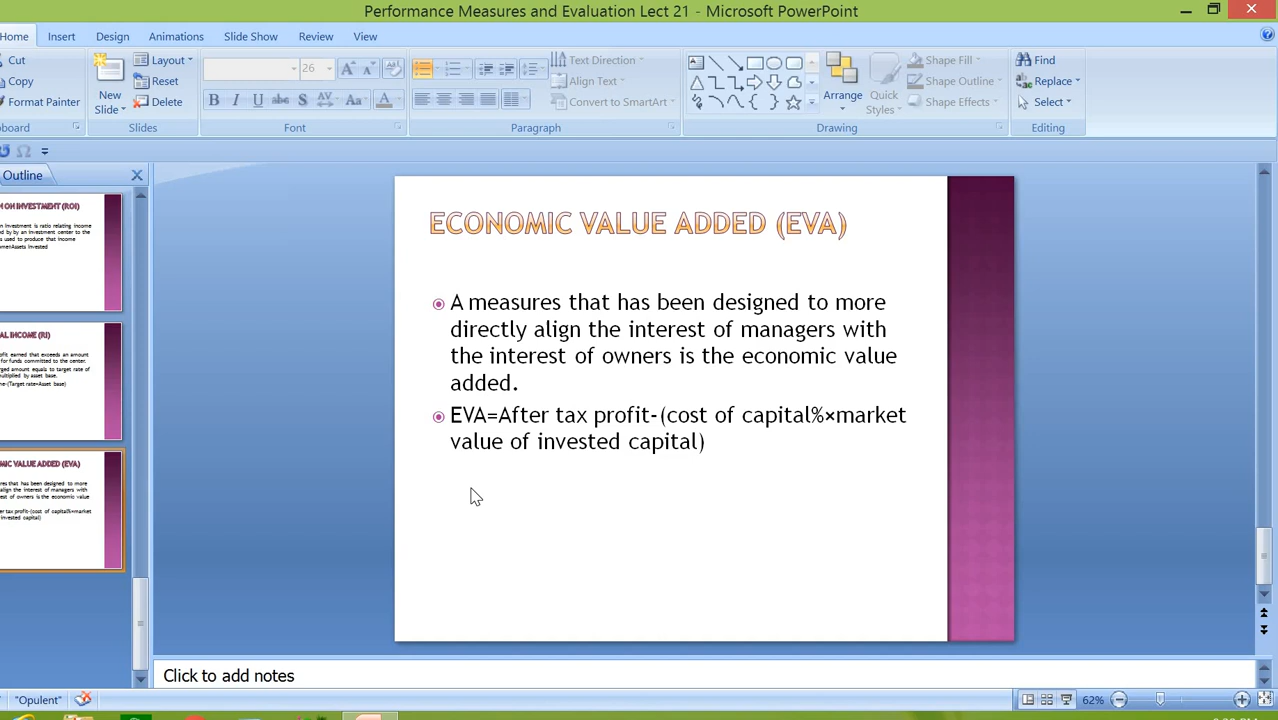 Performance Measures and Evaluation Lect 21 - Microsoft PowerPoint
Home Insert Design Animations Slide Show Review View
Cut
Copy
Format Painter
New Slide
Layout
Reset
Delete
Slides
26
B I U abc S AV Aa A
Font
Text Direction
Align Text
Convert to SmartArt
Paragraph
Arrange
Quick Styles
Shape Fill
Shape Outline
Shape Effects
Drawing
Find
Replace
Select
Editing
Outline
ECONOMIC VALUE ADDED (EVA)
A measures that has been designed to more
directly align the interest of managers with
the interest of owners is the economic value
added.
EVA=After tax profit-(cost of capital%×market
value of invested capital)
Click to add notes
"Opulent"
62%